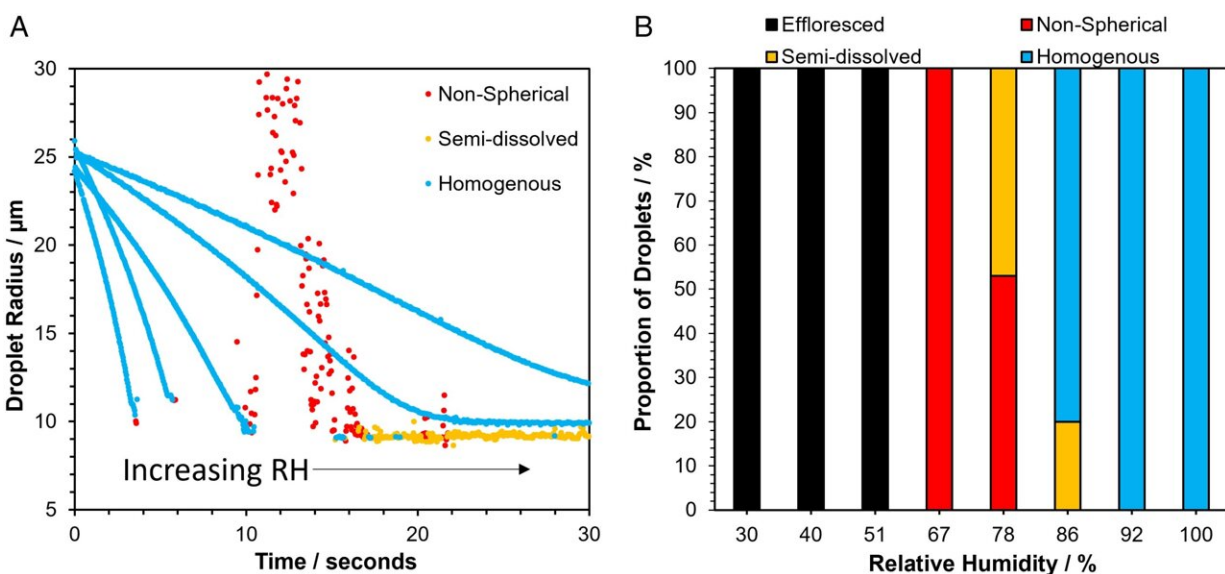 A
30
25
20
15
10
5
Droplet Radius / µm
Non-Spherical
Semi-dissolved
Homogenous
Increasing RH
0 10 20 30
Time / seconds
B
Effloresced Non-Spherical
Semi-dissolved Homogenous
100
90
80
70
60
50
40
30
20
10
0
Proportion of Droplets / %
30 40 51 67 78 86 92 100
Relative Humidity / %